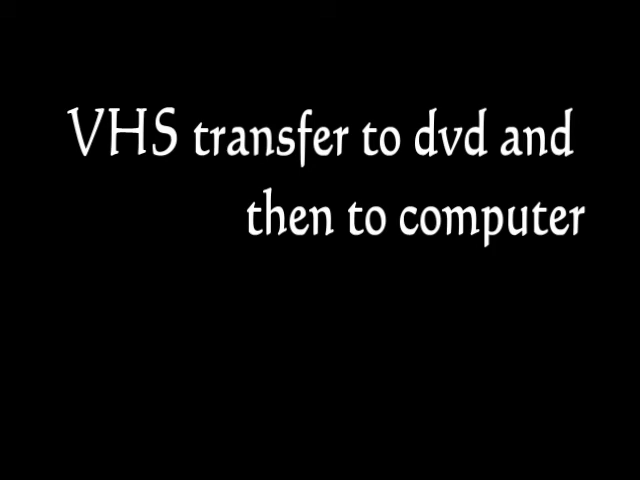 VHS transfer to dvd and
then to computer